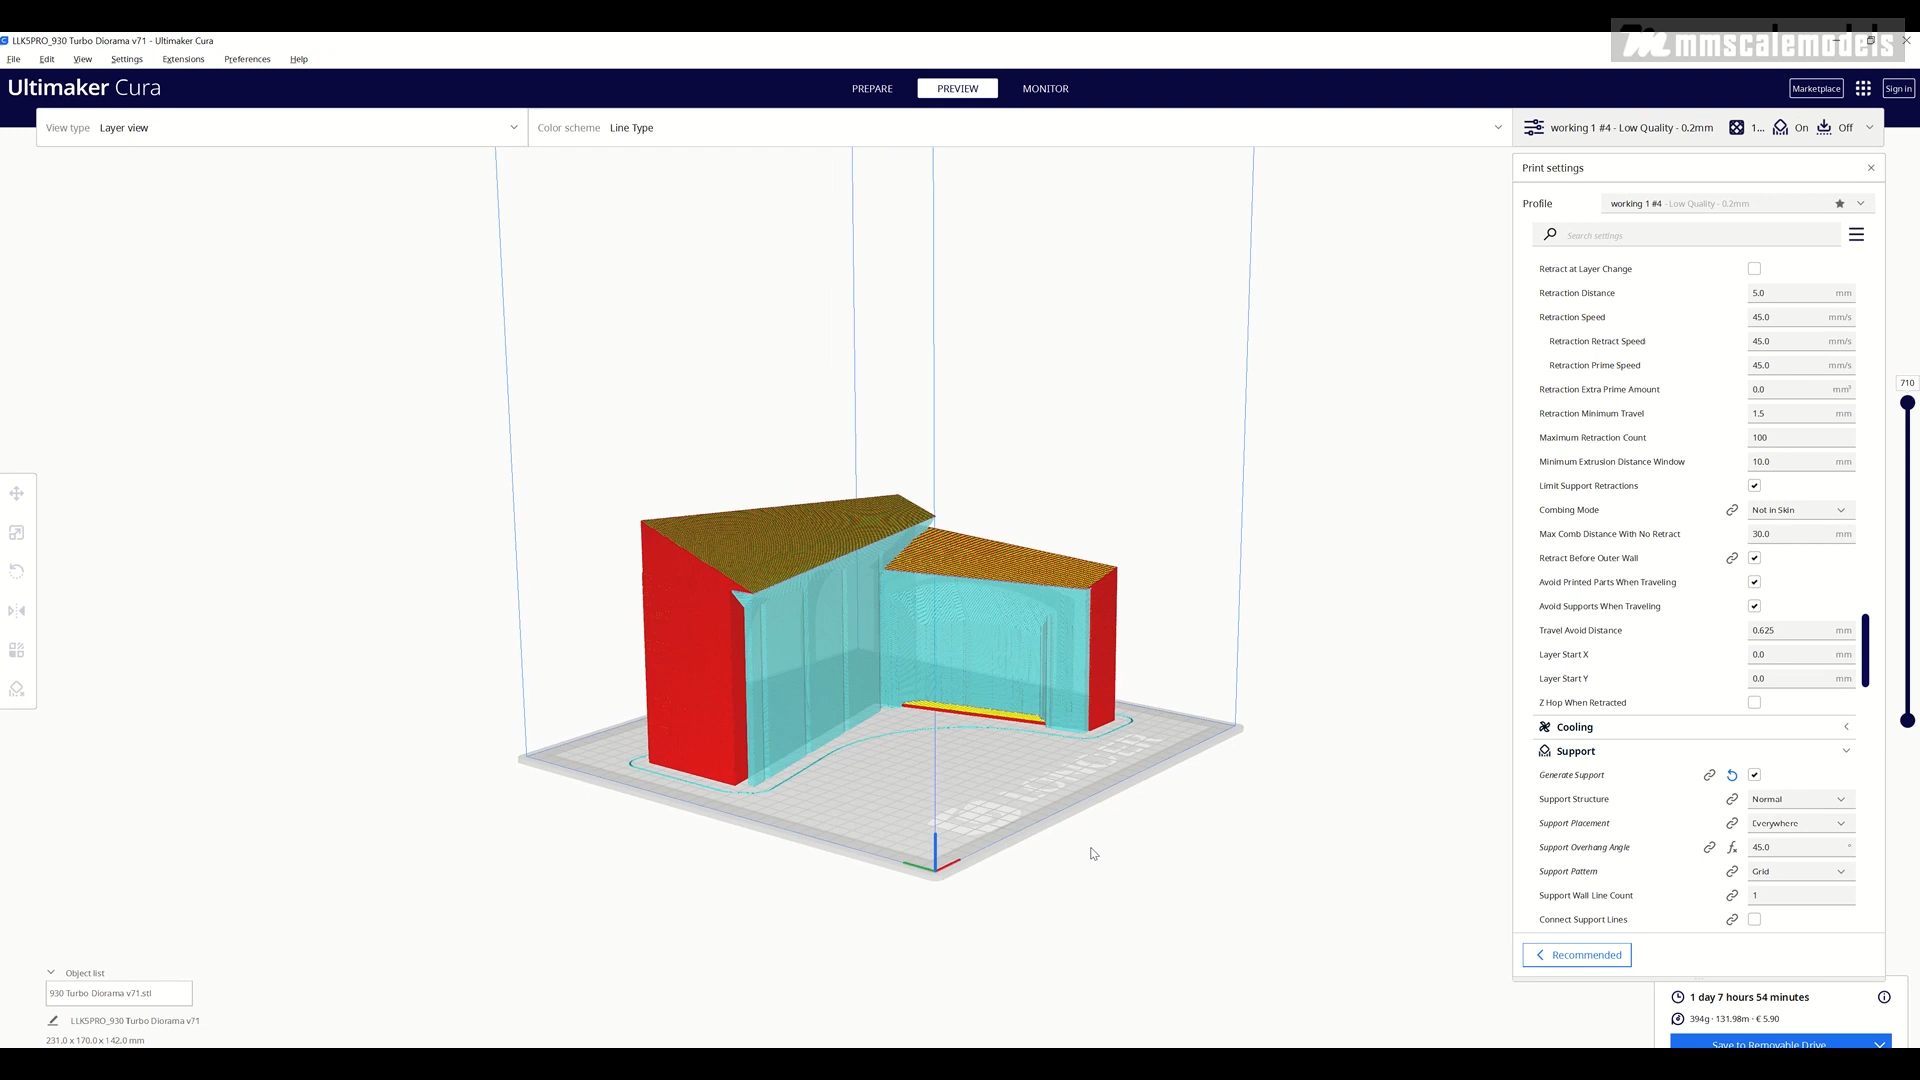 mmscalemodels
LLK5PRO_930 Turbo Diorama v71 - Ultimaker Cura
File Edit View Settings Extensions Preferences Help
Ultimaker Cura
PREPARE PREVIEW MONITOR
Marketplace Sign in
View type Layer view
Color scheme Line Type
working 1 #4 - Low Quality - 0.2mm 1... On Off
Print settings
Profile working 1 #4 - Low Quality - 0.2mm
Search settings
Retract at Layer Change
Retraction Distance 5.0 mm
Retraction Speed 45.0 mm/s
Retraction Retract Speed 45.0 mm/s
Retraction Prime Speed 45.0 mm/s
Retraction Extra Prime Amount 0.0 mm³
Retraction Minimum Travel 1.5 mm
Maximum Retraction Count 100
Minimum Extrusion Distance Window 10.0 mm
Limit Support Retractions
Combing Mode Not in Skin
Max Comb Distance With No Retract 30.0 mm
Retract Before Outer Wall
Avoid Printed Parts When Traveling
Avoid Supports When Traveling
Travel Avoid Distance 0.625 mm
Layer Start X 0.0 mm
Layer Start Y 0.0 mm
Z Hop When Retracted
Cooling
Support
Generate Support
Support Structure Normal
Support Placement Everywhere
Support Overhang Angle 45.0 °
Support Pattern Grid
Support Wall Line Count 1
Connect Support Lines
Recommended
710
Object list
930 Turbo Diorama v71.stl
LLK5PRO_930 Turbo Diorama v71
231.0 x 170.0 x 142.0 mm
1 day 7 hours 54 minutes
394g · 131.98m · € 5.90
Save to Removable Drive